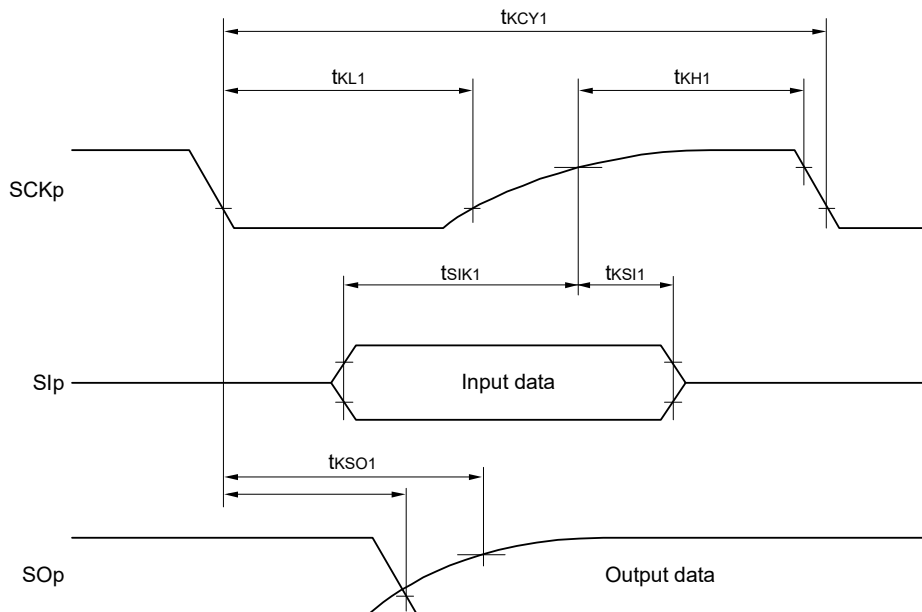 tKCY1
tKL1
tKH1
SCKp
tSIK1
tKSI1
SIp
Input data
tKSO1
SOp
Output data